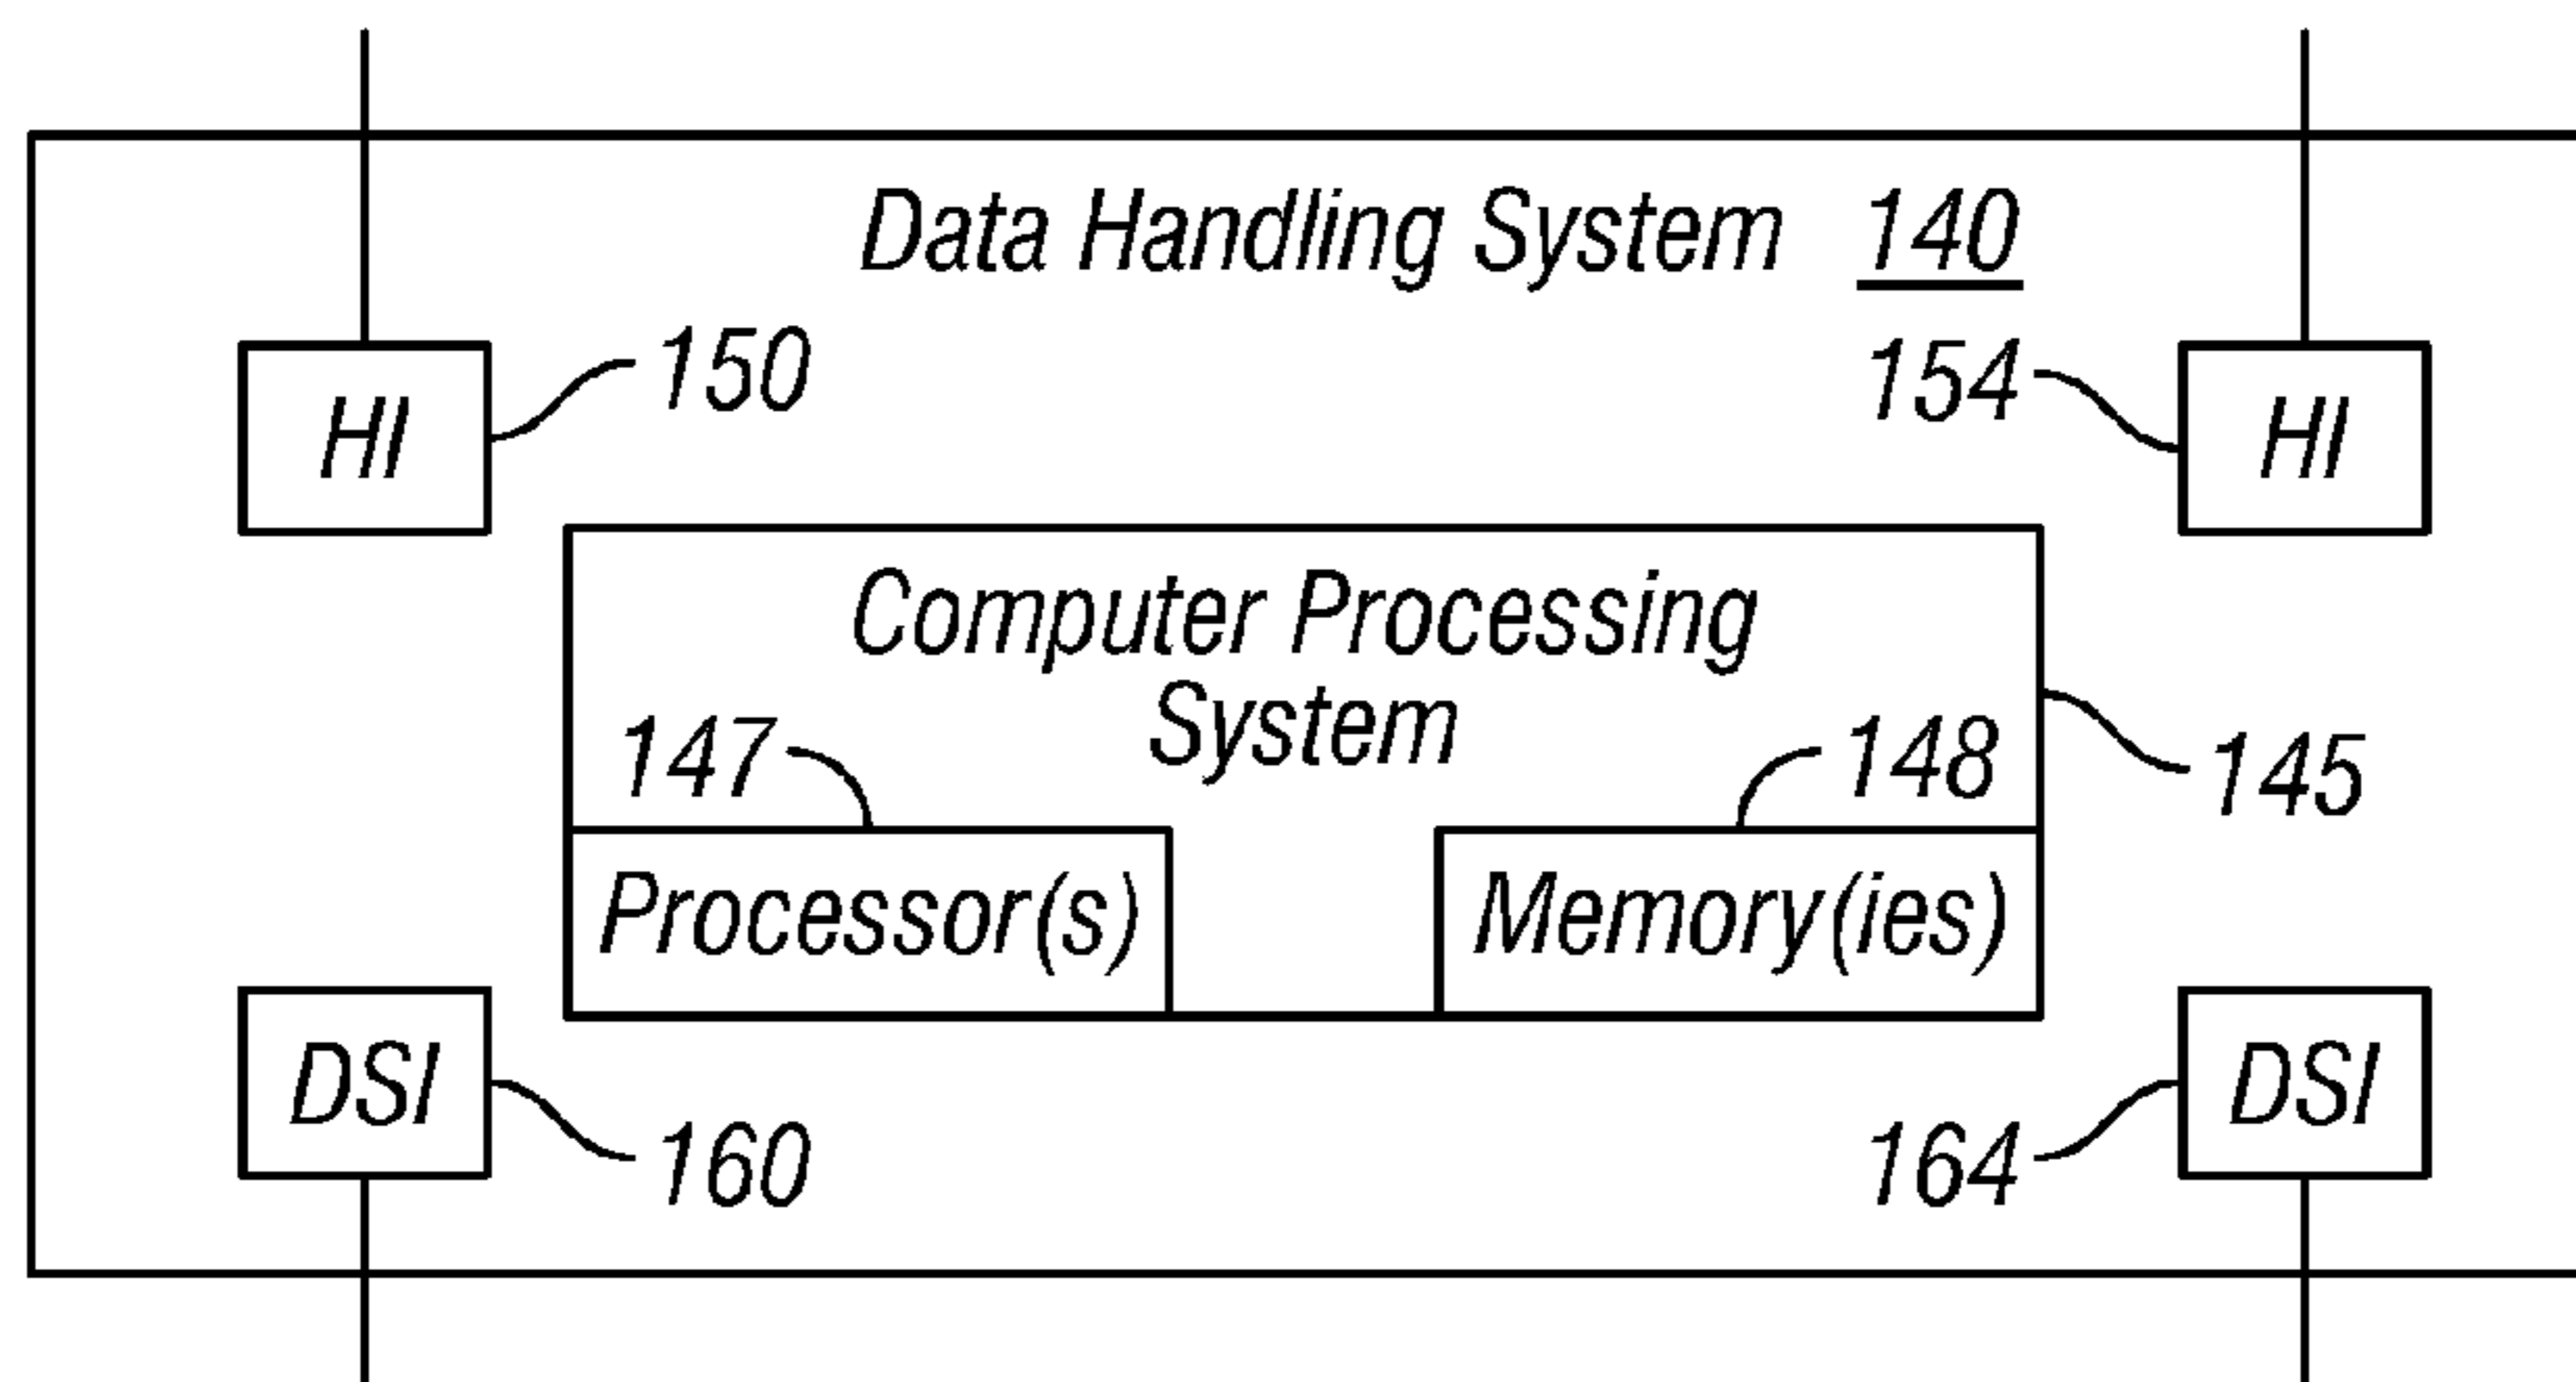 Data Handling System 140
150
154
HI
HI
Computer Processing
System
147
148
145
Processor(s)
Memory(ies)
DSI
DSI
160
164